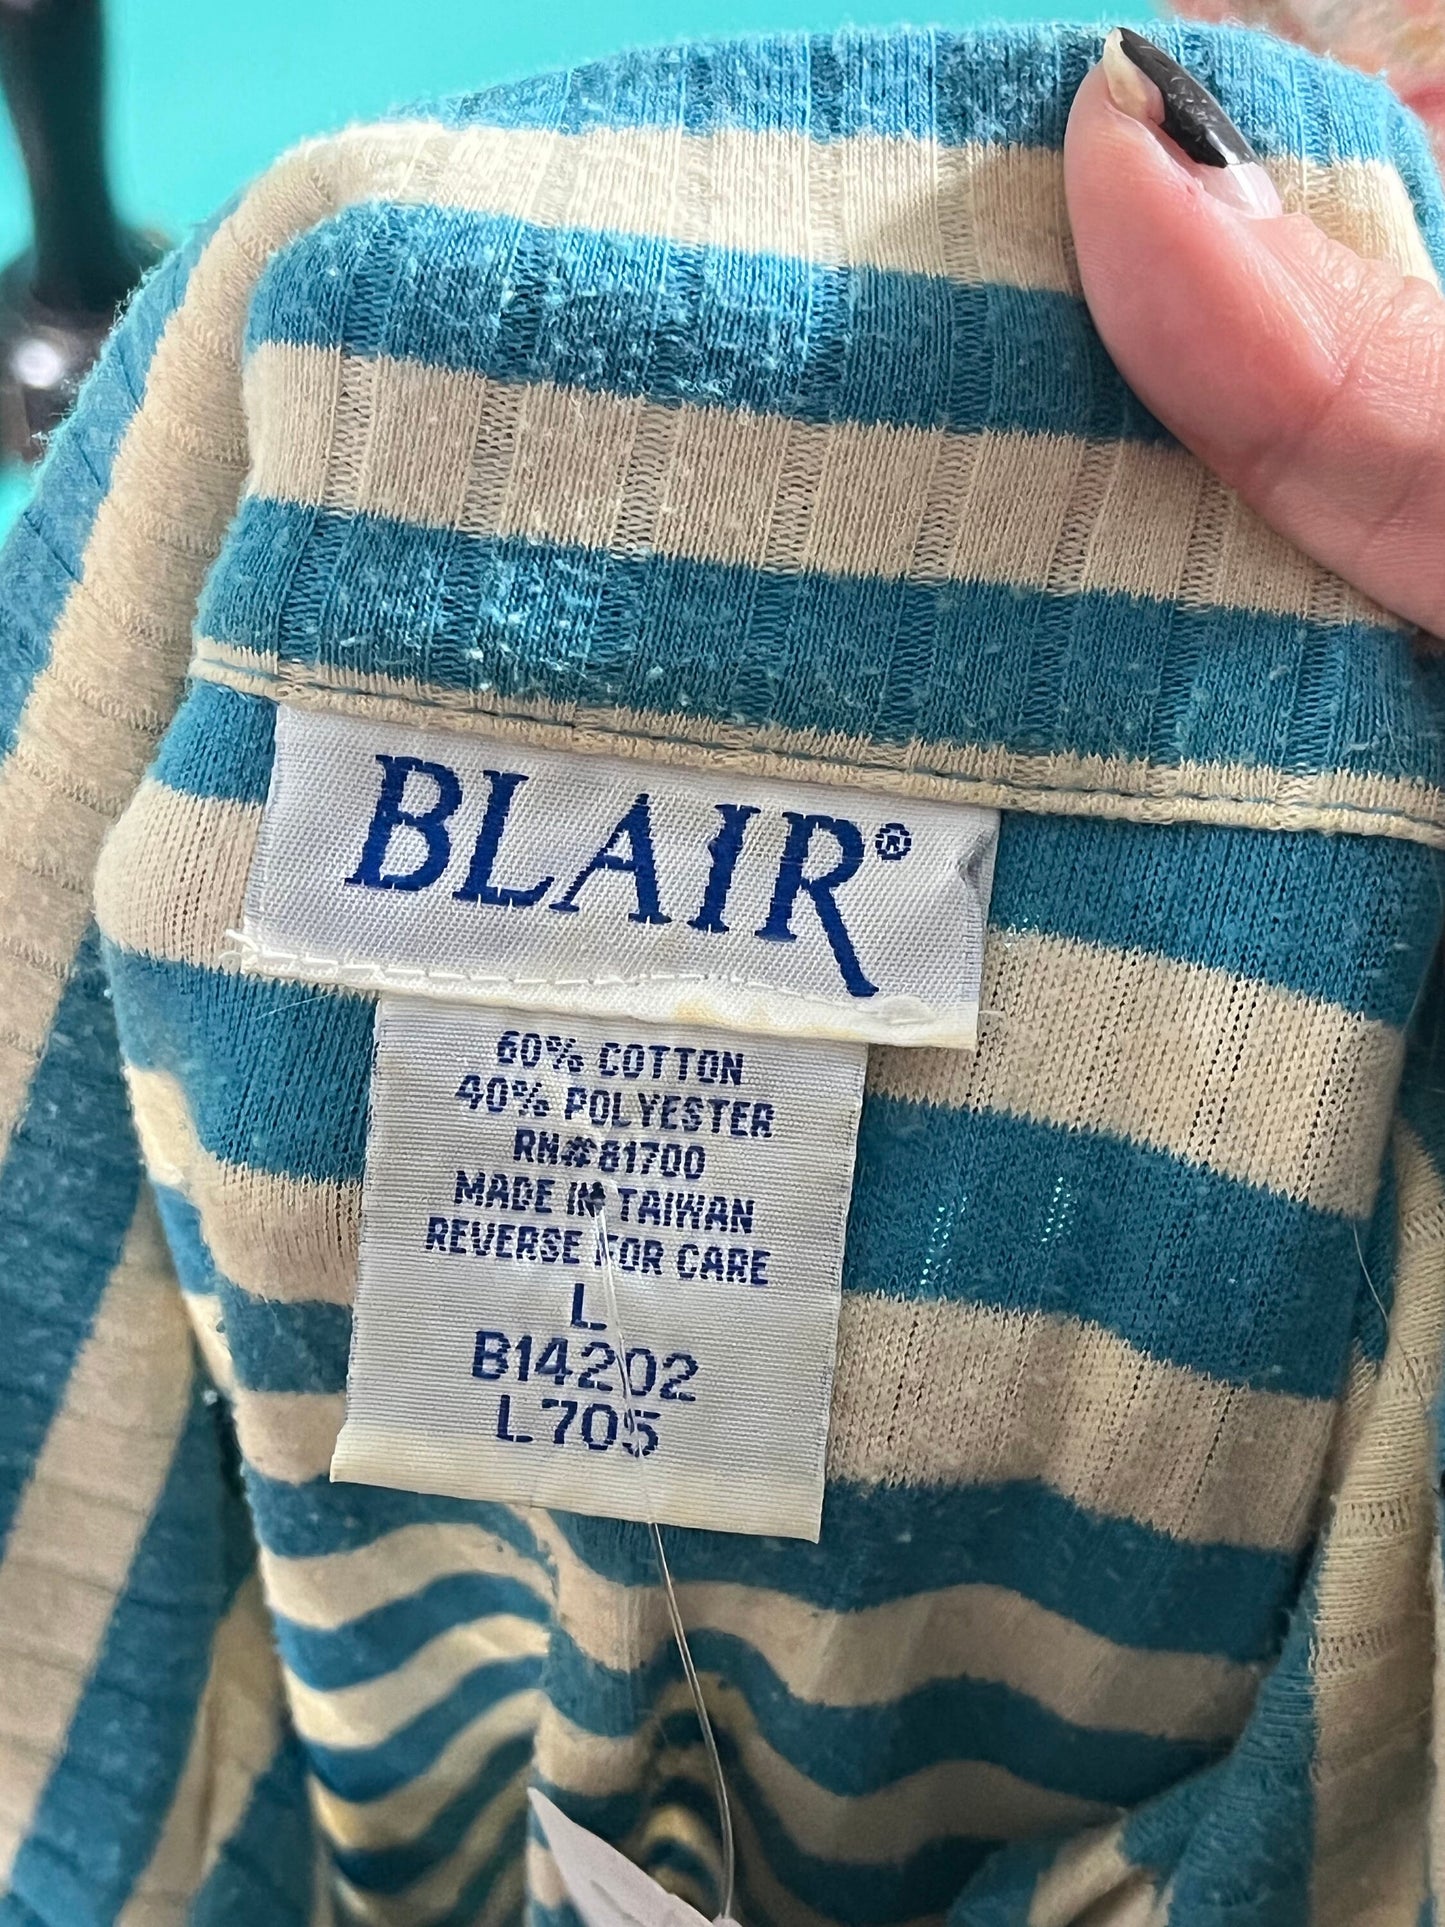 BLAIR®
60% COTTON
40% POLYESTER
RN#81700
MADE IN TAIWAN
REVERSE FOR CARE
L
B14202
L705